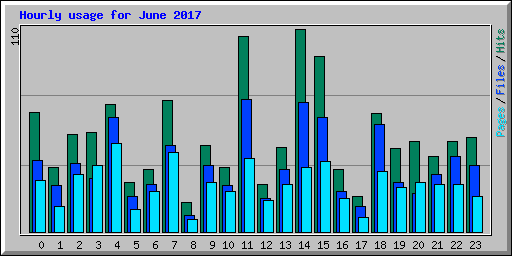 Hourly usage for June 2017
110
Pages/Files/Hits
0 1 2 3 4 5 6 7 8 9 10 11 12 13 14 15 16 17 18 19 20 21 22 23